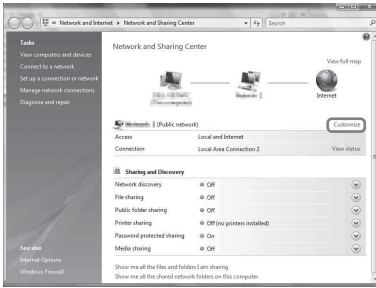 « Network and Internet ▸ Network and Sharing Center
Search
Tasks
View computers and devices
Connect to a network
Set up a connection or network
Manage network connections
Diagnose and repair
Network and Sharing Center
View full map
Internet
(Public network)
Customize
Access Local and Internet
Connection Local Area Connection 2 View status
Sharing and Discovery
Network discovery Off
File sharing Off
Public folder sharing Off
Printer sharing Off (no printers installed)
Password protected sharing On
Media sharing Off
Show me all the files and folders I am sharing
Show me all the shared network folders on this computer
See also
Internet Options
Windows Firewall